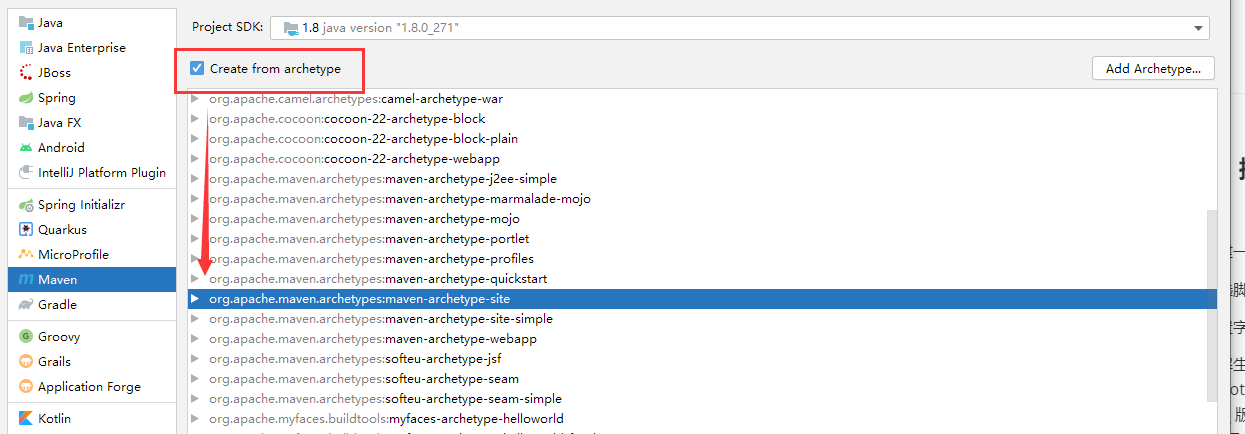 Java
Java Enterprise
JBoss
Spring
Java FX
Android
IntelliJ Platform Plugin
Spring Initializr
Quarkus
MicroProfile
Maven
Gradle
Groovy
Grails
Application Forge
Kotlin
Project SDK: 1.8 java version "1.8.0_271"
Create from archetype
Add Archetype...
org.apache.camel.archetypes:camel-archetype-war
org.apache.cocoon:cocoon-22-archetype-block
org.apache.cocoon:cocoon-22-archetype-block-plain
org.apache.cocoon:cocoon-22-archetype-webapp
org.apache.maven.archetypes:maven-archetype-j2ee-simple
org.apache.maven.archetypes:maven-archetype-marmalade-mojo
org.apache.maven.archetypes:maven-archetype-mojo
org.apache.maven.archetypes:maven-archetype-portlet
org.apache.maven.archetypes:maven-archetype-profiles
org.apache.maven.archetypes:maven-archetype-quickstart
org.apache.maven.archetypes:maven-archetype-site
org.apache.maven.archetypes:maven-archetype-site-simple
org.apache.maven.archetypes:maven-archetype-webapp
org.apache.maven.archetypes:softeu-archetype-jsf
org.apache.maven.archetypes:softeu-archetype-seam
org.apache.maven.archetypes:softeu-archetype-seam-simple
org.apache.myfaces.buildtools:myfaces-archetype-helloworld